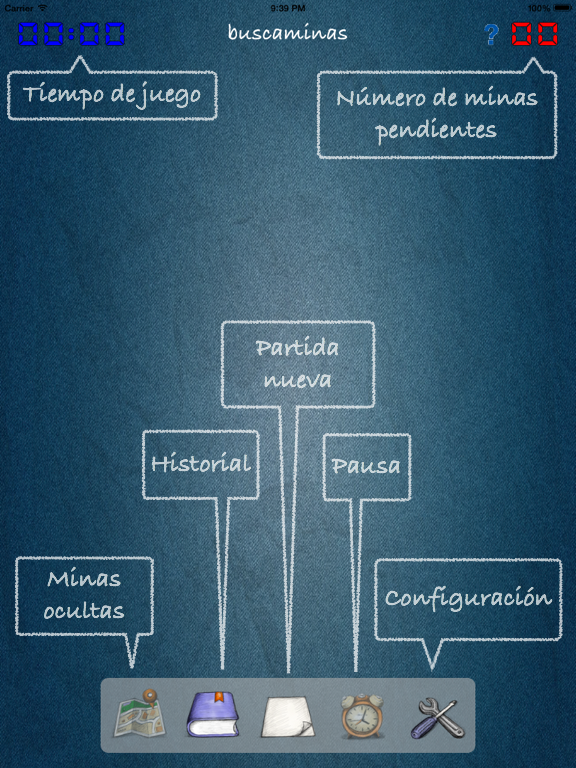 Carrier 9:39 PM 100%
00:00 buscaminas ? 00
Tiempo de juego
Número de minas
pendientes
Partida
nueva
Historial
Pausa
Minas
ocultas
Configuración